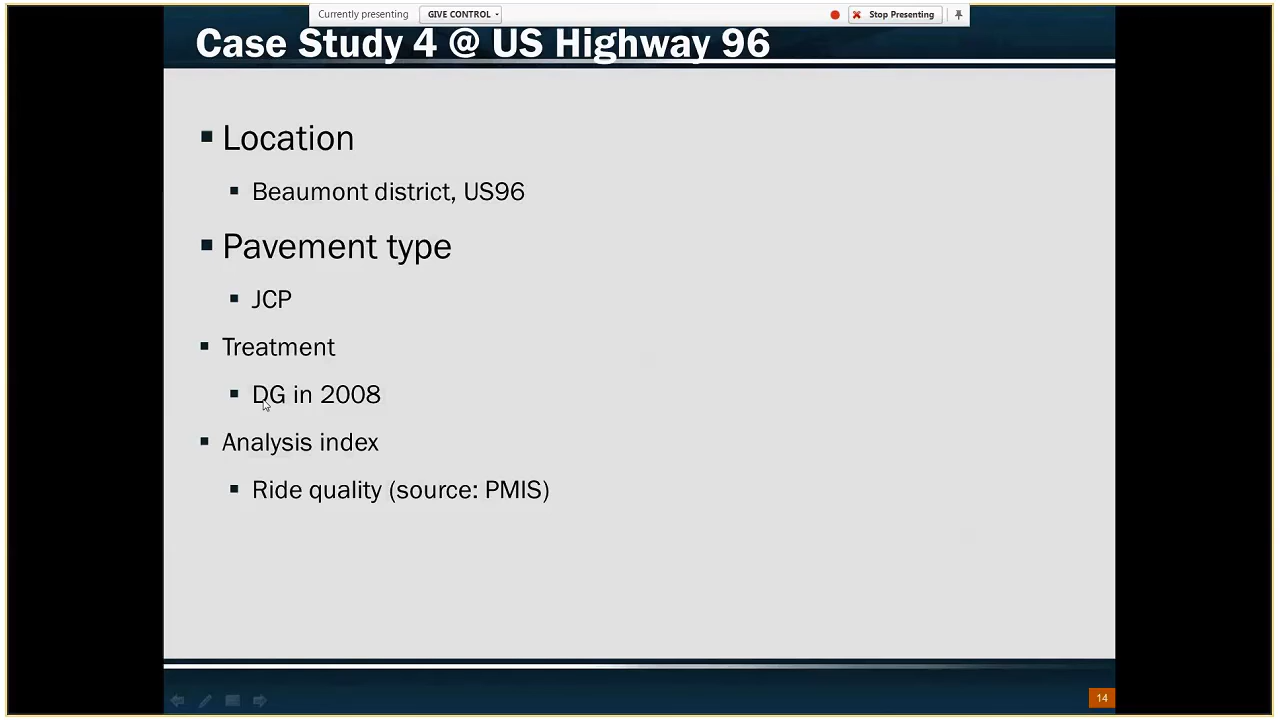 Currently presenting GIVE CONTROL Stop Presenting
Case Study 4 @ US Highway 96
Location
Beaumont district, US96
Pavement type
JCP
Treatment
DG in 2008
Analysis index
Ride quality (source: PMIS)
14